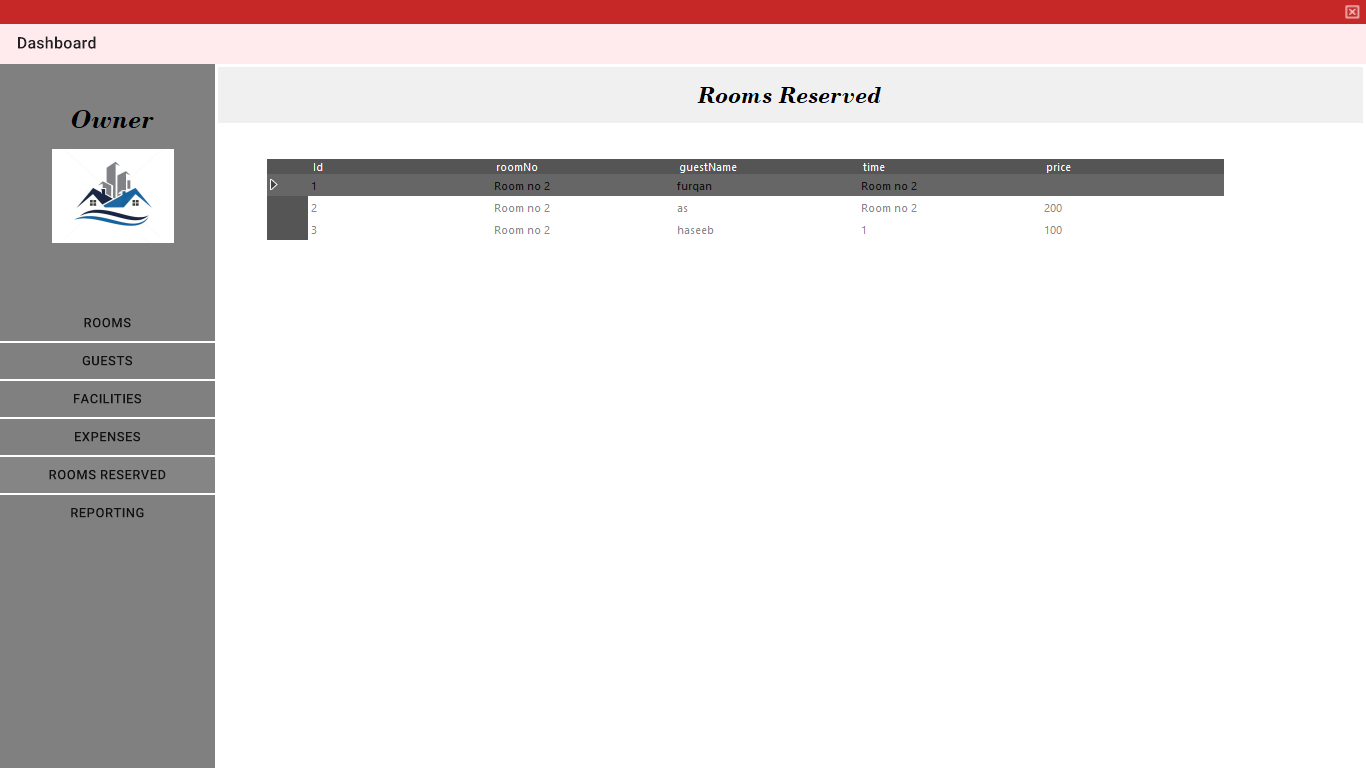 Dashboard
Owner
ROOMS
GUESTS
FACILITIES
EXPENSES
ROOMS RESERVED
REPORTING
Rooms Reserved
Id roomNo guestName time price
1 Room no 2 furqan Room no 2
2 Room no 2 as Room no 2 200
3 Room no 2 haseeb 1 100